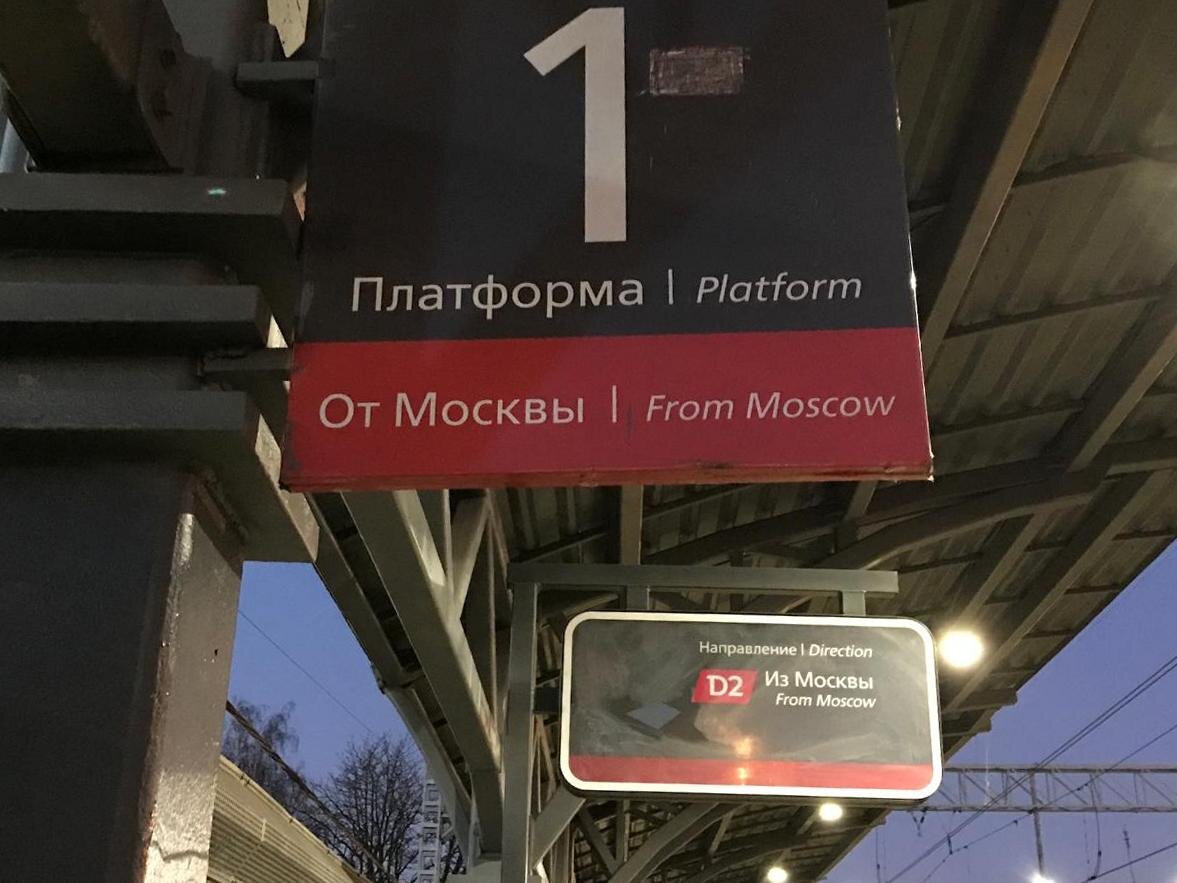 1
Платформа | Platform
От Москвы | From Moscow
Направление | Direction
D2 Из Москвы
From Moscow